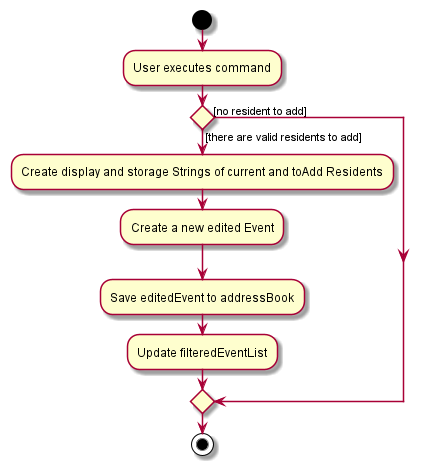 User executes command
[no resident to add]
[there are valid residents to add]
Create display and storage Strings of current and toAdd Residents
Create a new edited Event
Save editedEvent to addressBook
Update filteredEventList